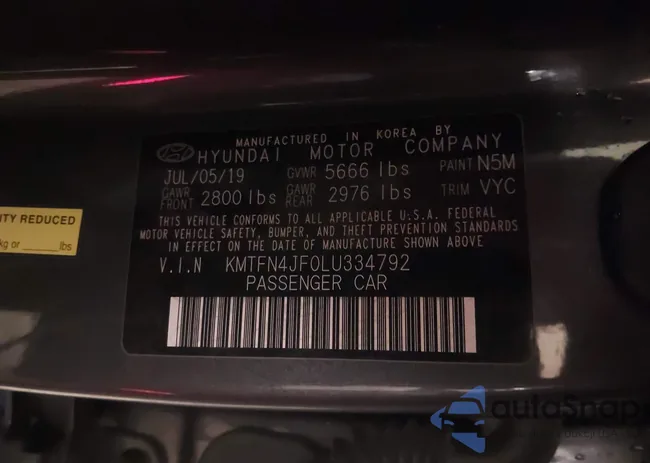 MANUFACTURED IN KOREA BY
HYUNDAI MOTOR COMPANY
JUL/05/19 GVWR 5666 lbs PAINT N5M
GAWR FRONT 2800 lbs GAWR REAR 2976 lbs TRIM VYC
THIS VEHICLE CONFORMS TO ALL APPLICABLE U.S.A. FEDERAL
MOTOR VEHICLE SAFETY, BUMPER, AND THEFT PREVENTION STANDARDS
IN EFFECT ON THE DATE OF MANUFACTURE SHOWN ABOVE
V.I.N KMTFN4JF0LU334792
PASSENGER CAR
ITY REDUCED
kg or lbs
autoSnap